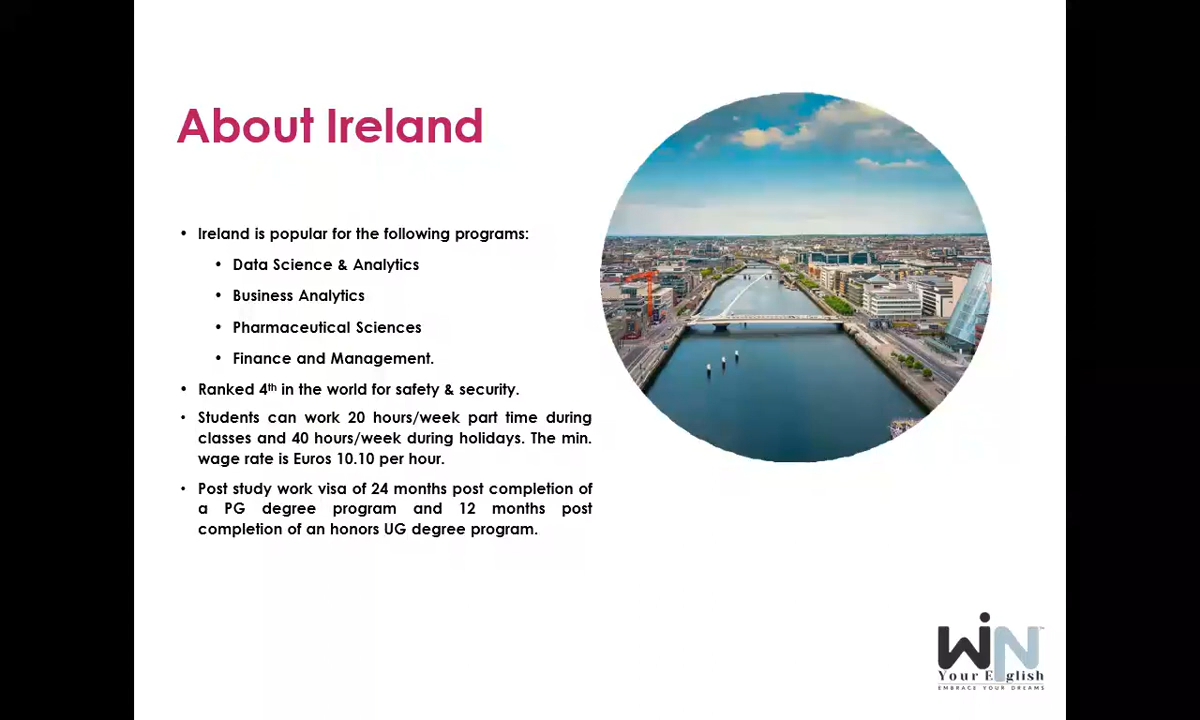 About Ireland
• Ireland is popular for the following programs:
• Data Science & Analytics
• Business Analytics
• Pharmaceutical Sciences
• Finance and Management.
• Ranked 4th in the world for safety & security.
• Students can work 20 hours/week part time during
classes and 40 hours/week during holidays. The min.
wage rate is Euros 10.10 per hour.
• Post study work visa of 24 months post completion of
a PG degree program and 12 months post
completion of an honors UG degree program.
WiN
Your English
EMBRACE YOUR DREAMS